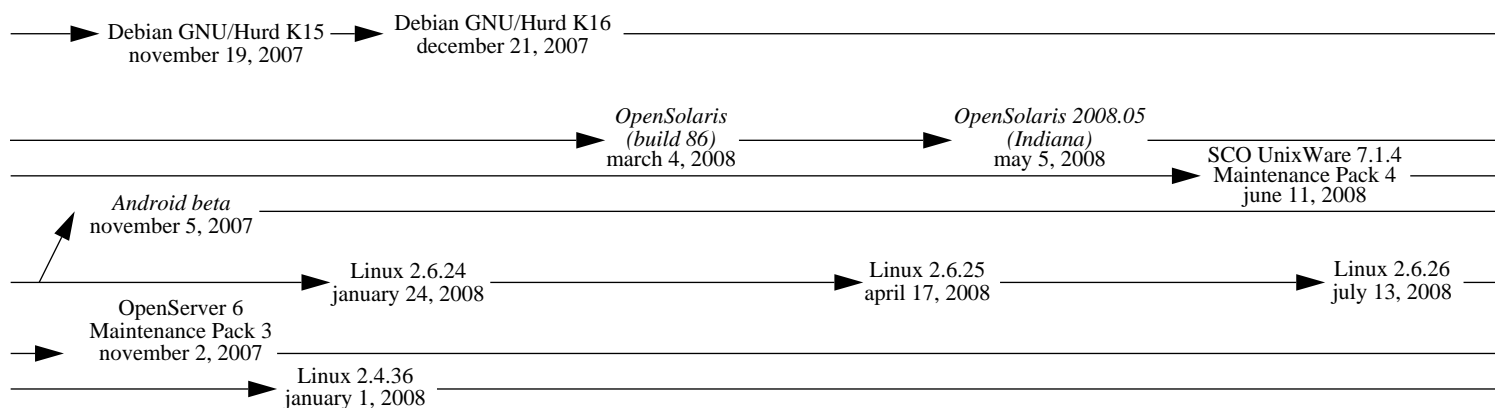 Debian GNU/Hurd K15
november 19, 2007
Debian GNU/Hurd K16
december 21, 2007
OpenSolaris
(build 86)
march 4, 2008
OpenSolaris 2008.05
(Indiana)
may 5, 2008
SCO UnixWare 7.1.4
Maintenance Pack 4
june 11, 2008
Android beta
november 5, 2007
Linux 2.6.24
january 24, 2008
Linux 2.6.25
april 17, 2008
Linux 2.6.26
july 13, 2008
OpenServer 6
Maintenance Pack 3
november 2, 2007
Linux 2.4.36
january 1, 2008